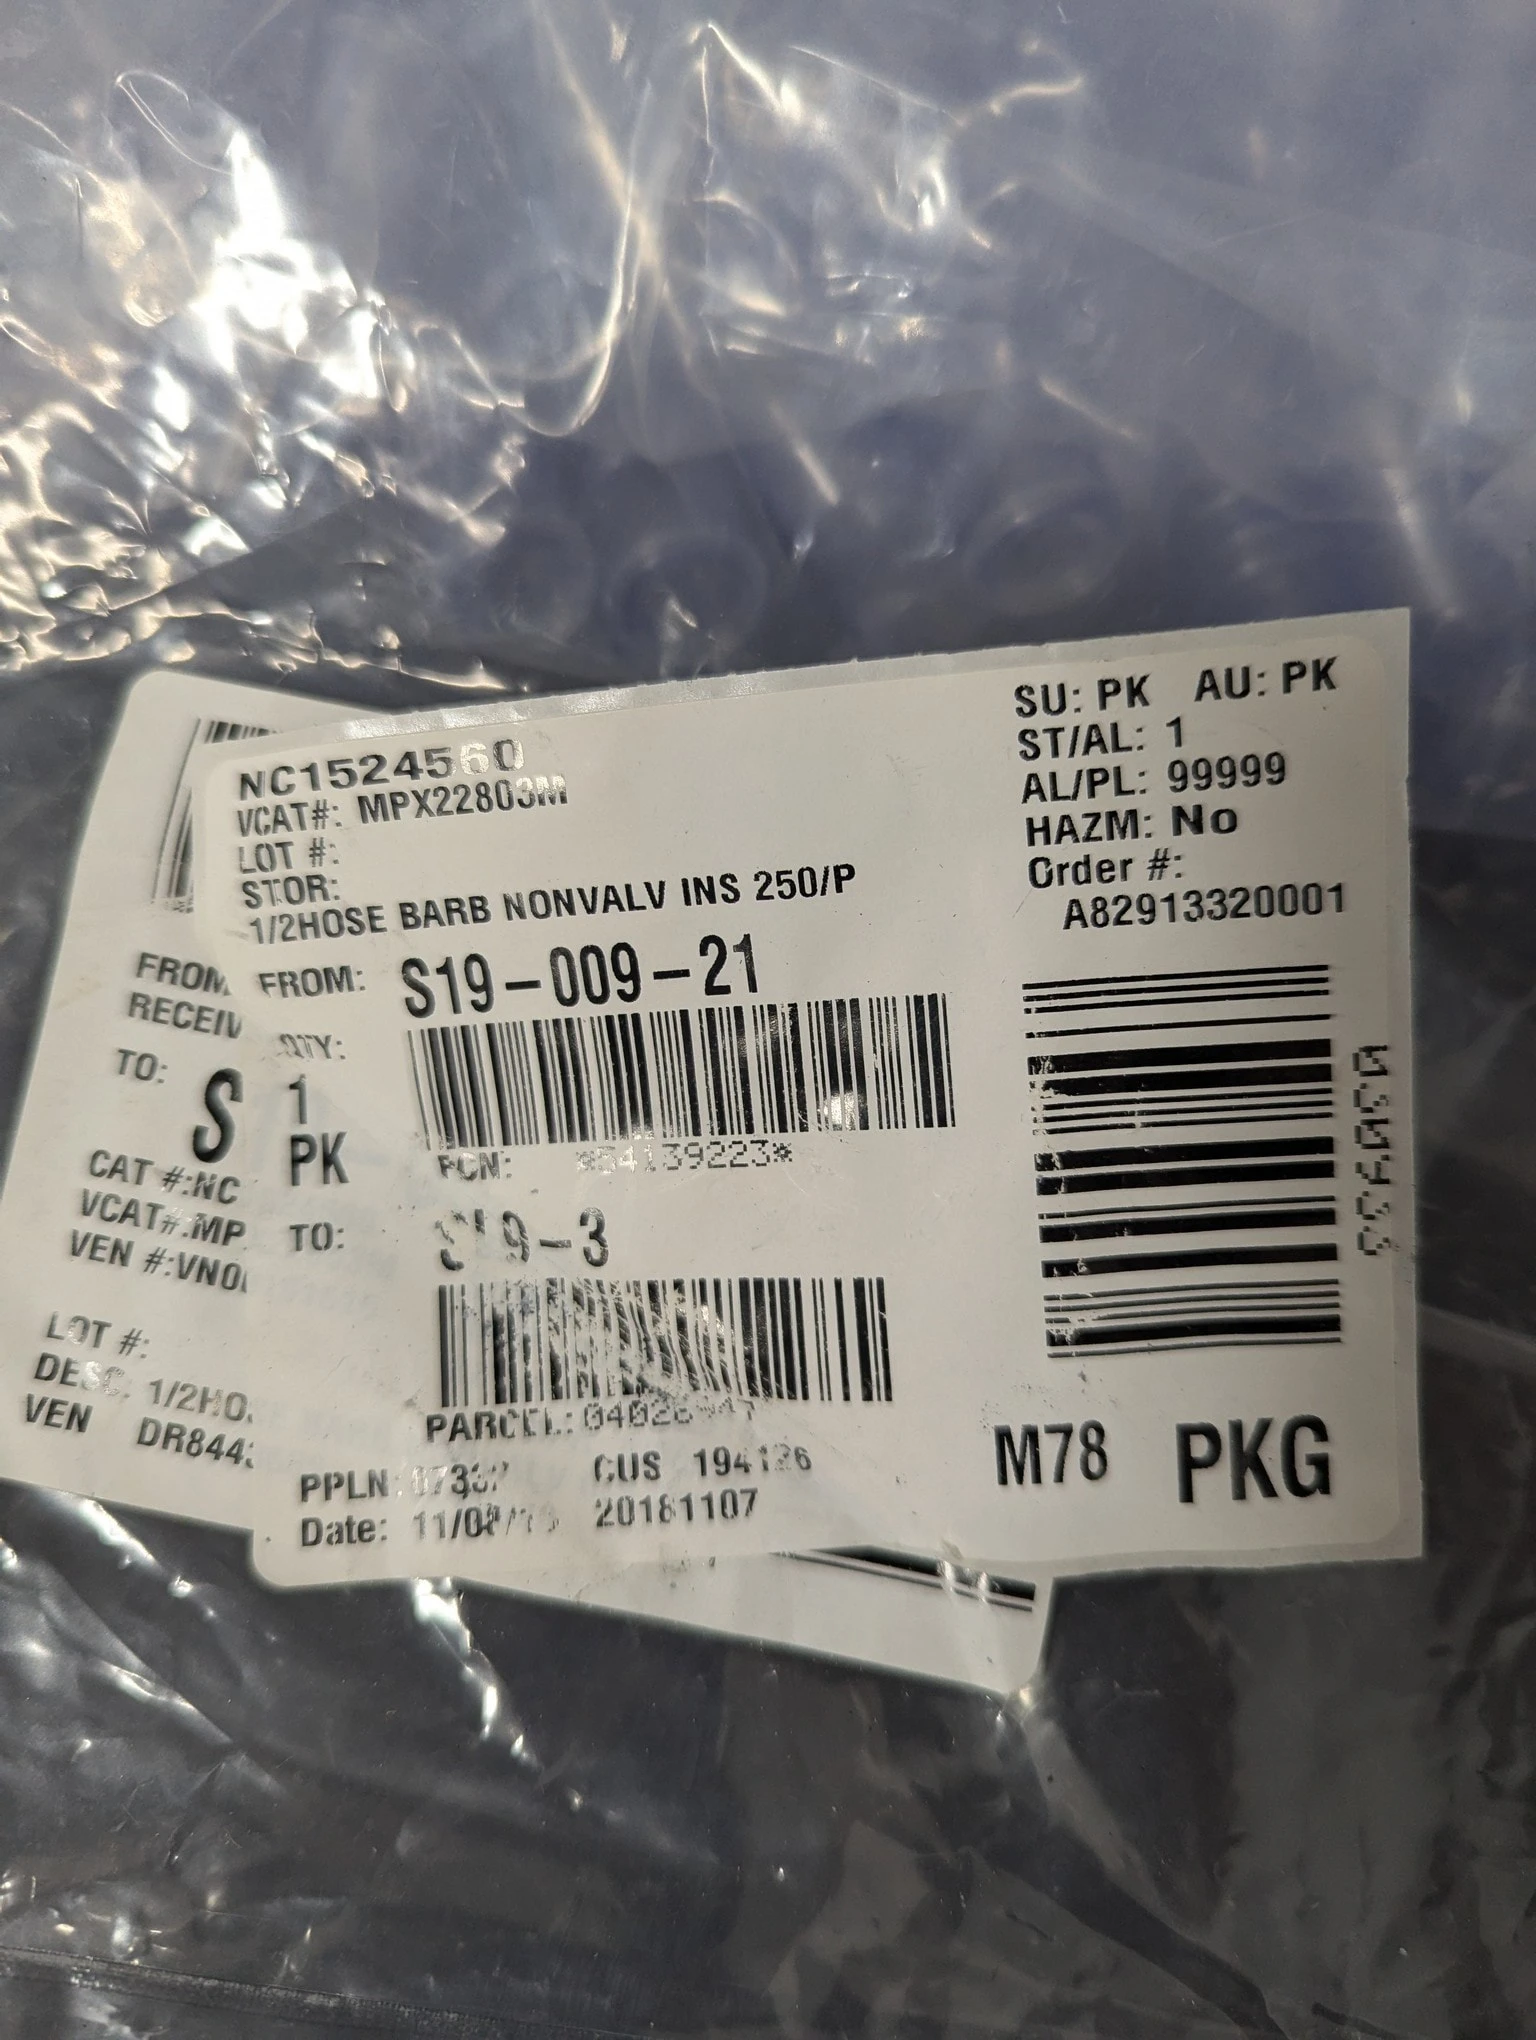 NC1524560
VCAT#: MPX22803M
LOT #:
STOR:
1/2HOSE BARB NONVALV INS 250/P
FROM: S19-009-21
QTY:
1
PK
PCN: *54139223*
TO: S19-3
PARCEL:
PPLN CUS 194126
Date: 20181107
SU: PK AU: PK
ST/AL: 1
AL/PL: 99999
HAZM: No
Order #:
A82913320001
M78 PKG
FROM
RECEIV
TO: S
CAT #:NC
VCAT#:MP
VEN #:VN0
LOT #:
DESC: 1/2HO
VEN DR844